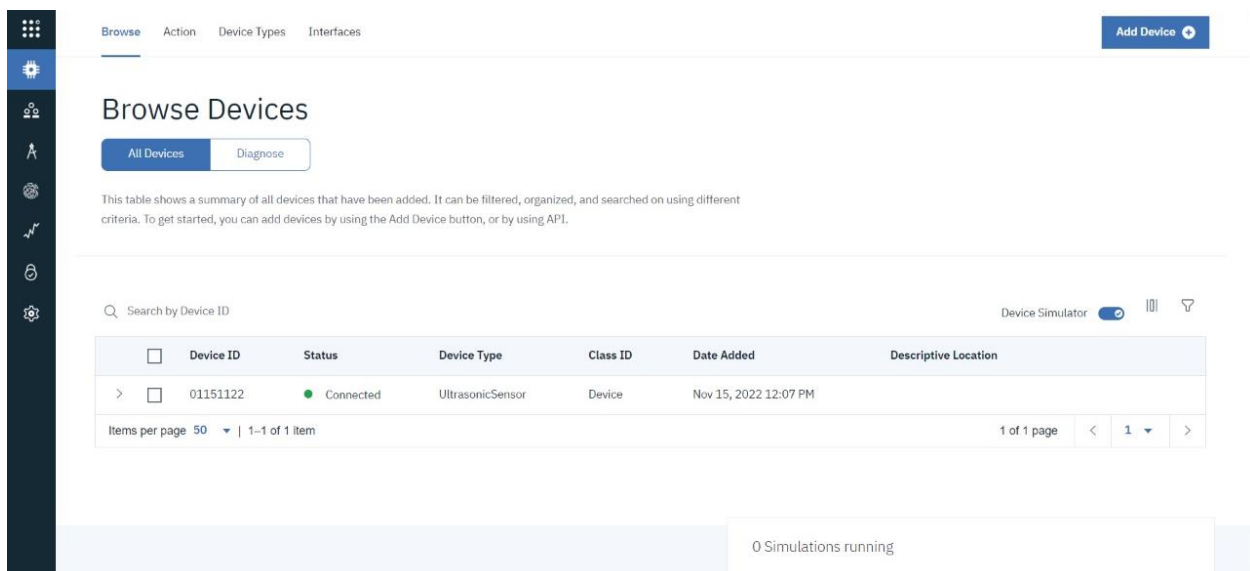 Browse Action Device Types Interfaces Add Device
Browse Devices
All Devices Diagnose
This table shows a summary of all devices that have been added. It can be filtered, organized, and searched on using different
criteria. To get started, you can add devices by using the Add Device button, or by using API.
Search by Device ID Device Simulator
Device ID Status Device Type Class ID Date Added Descriptive Location
01151122 Connected UltrasonicSensor Device Nov 15, 2022 12:07 PM
Items per page 50 | 1–1 of 1 item 1 of 1 page 1
0 Simulations running